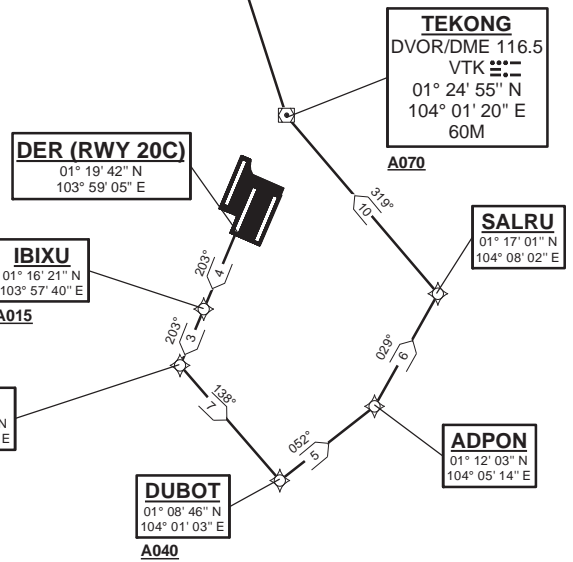 TEKONG
DVOR/DME 116.5
VTK
01° 24' 55" N
104° 01' 20" E
60M
A070
DER (RWY 20C)
01° 19' 42" N
103° 59' 05" E
319°
10
SALRU
01° 17' 01" N
104° 08' 02" E
IBIXU
01° 16' 21" N
103° 57' 40" E
A015
203°
4
203°
3
029°
6
138°
7
N
E
052°
5
ADPON
01° 12' 03" N
104° 05' 14" E
DUBOT
01° 08' 46" N
104° 01' 03" E
A040